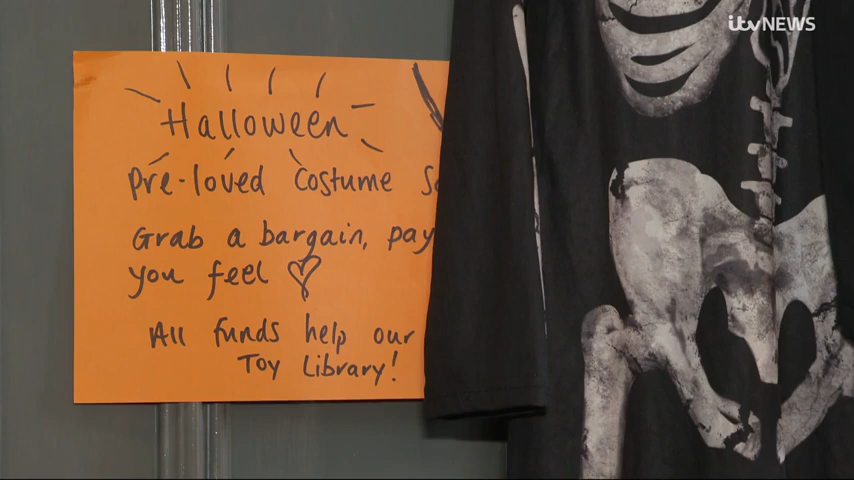 itv NEWS
Halloween
Pre-loved Costume S
Grab a bargain, pay
you feel
All funds help our
Toy Library!